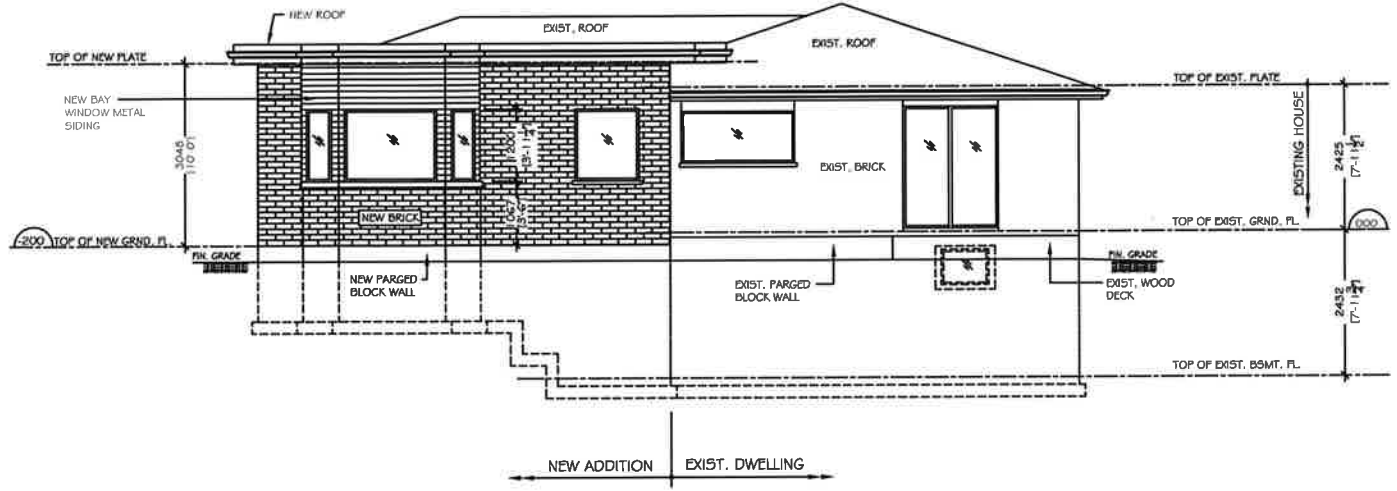 NEW ROOF
EXIST. ROOF
EXIST. ROOF
TOP OF NEW PLATE
TOP OF EXIST. PLATE
NEW BAY
WINDOW METAL
SIDING
3048
[10'-0"]
1200
[3'-11 1/4"]
1067
[3'-6"]
EXIST. BRICK
EXISTING HOUSE
2425
[7'-11 1/2"]
NEW BRICK
TOP OF EXIST. GRND. FL.
000
-200
TOP OF NEW GRND. FL.
FIN. GRADE
FIN. GRADE
NEW PARGED
BLOCK WALL
EXIST. PARGED
BLOCK WALL
EXIST. WOOD
DECK
2432
[7'-11 3/4"]
TOP OF EXIST. BSMT. FL.
NEW ADDITION
EXIST. DWELLING